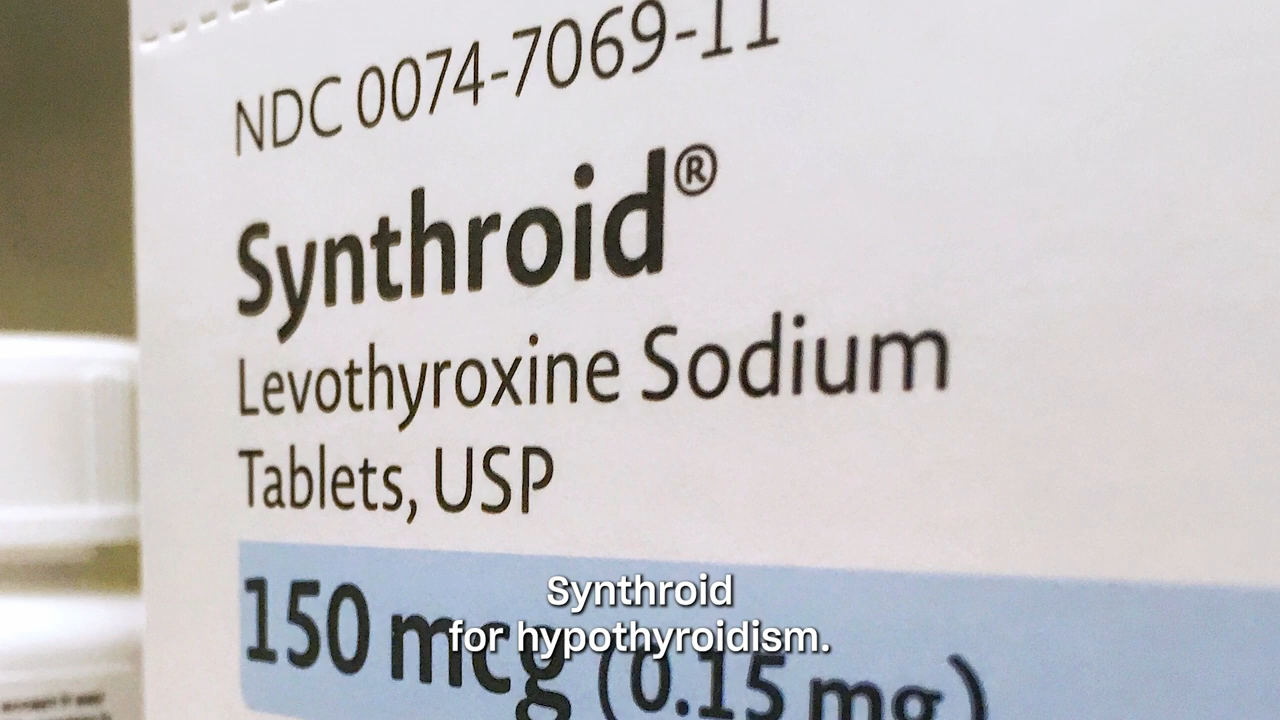 NDC 0074-7069-11
Synthroid®
Levothyroxine Sodium
Tablets, USP
150 mcg (0.15 mg)
Synthroid
for hypothyroidism.